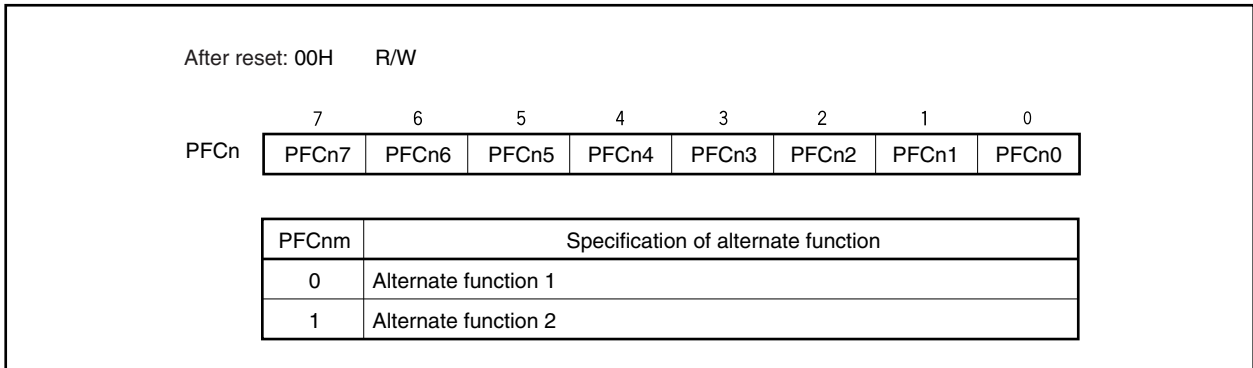 After reset: 00H R/W
7 6 5 4 3 2 1 0
PFCn PFCn7 PFCn6 PFCn5 PFCn4 PFCn3 PFCn2 PFCn1 PFCn0
PFCnm Specification of alternate function
0 Alternate function 1
1 Alternate function 2